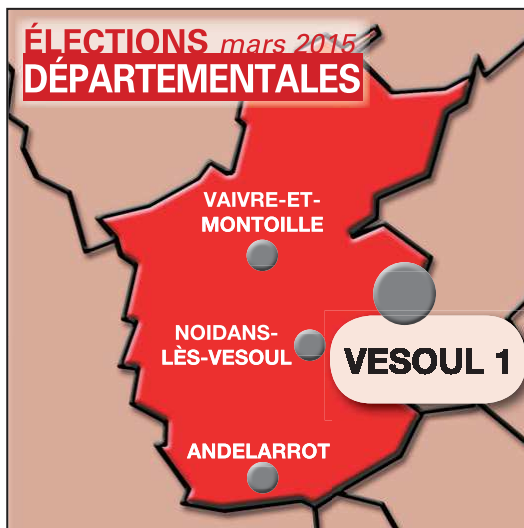 ÉLECTIONS mars 2015
DÉPARTEMENTALES
VAIVRE-ET-
MONTOILLE
NOIDANS-
LÈS-VESOUL
VESOUL 1
ANDELARROT